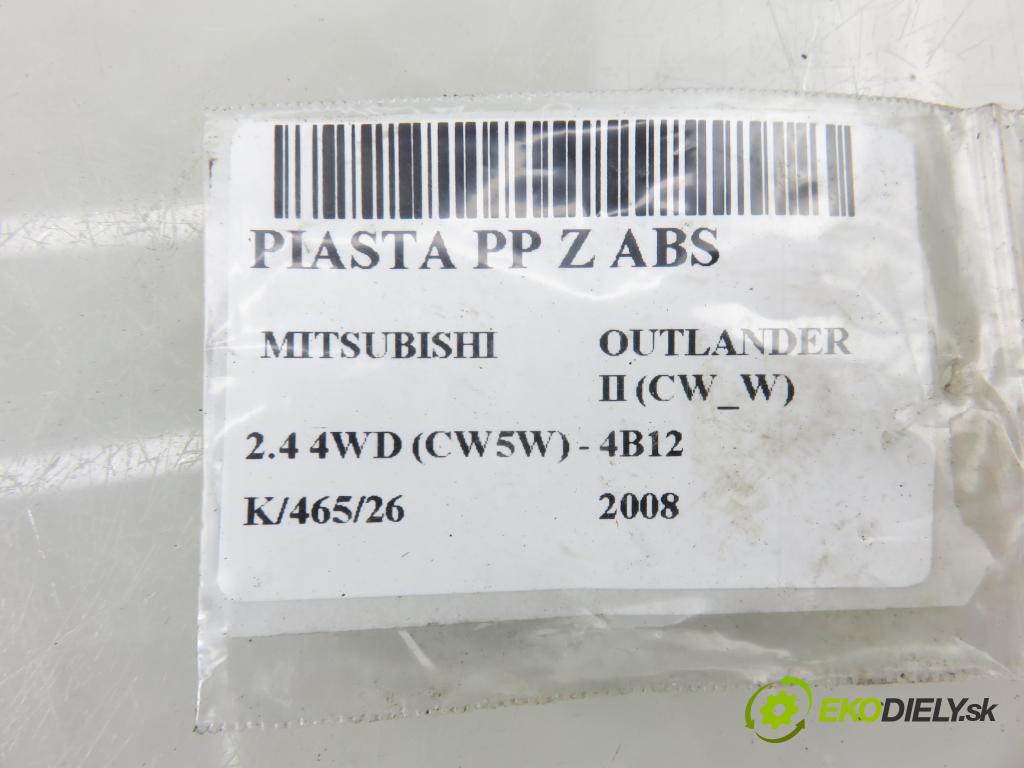 PIASTA PP Z ABS
MITSUBISHI OUTLANDER
II (CW_W)
2.4 4WD (CW5W) - 4B12
K/465/26 2008
EKODIELY.sk